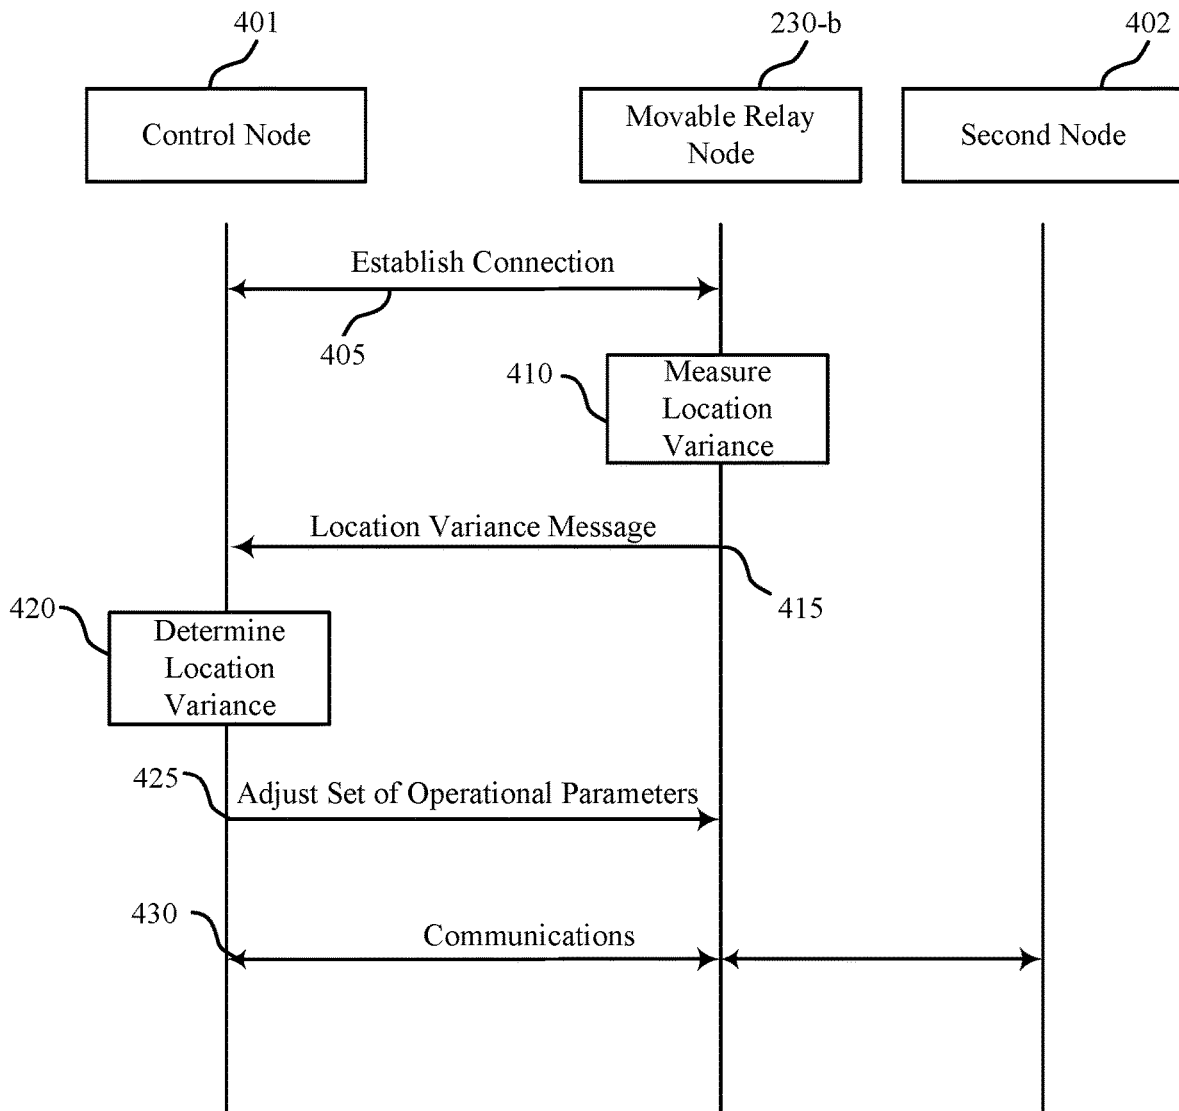 401
230-b
402
Control Node
Movable Relay
Node
Second Node
Establish Connection
405
410
Measure
Location
Variance
Location Variance Message
415
420
Determine
Location
Variance
425
Adjust Set of Operational Parameters
430
Communications